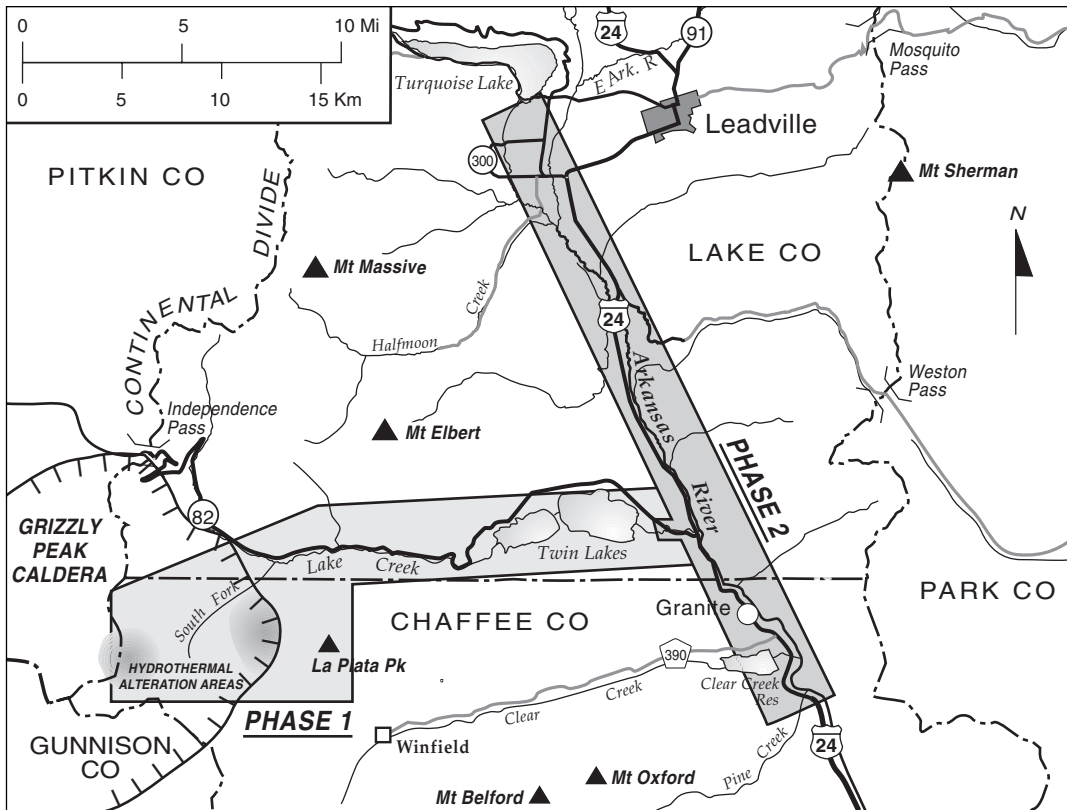 0 5 10 Mi
0 5 10 15 Km
24
91
Mosquito
Pass
Turquoise Lake
E Ark. R
Leadville
300
PITKIN CO
Mt Sherman
CONTINENTAL DIVIDE
N
LAKE CO
Mt Massive
Creek
24
Halfmoon
Arkansas
Weston
Pass
Independence
Pass
Mt Elbert
PHASE 2
River
82
GRIZZLY
PEAK
CALDERA
Twin Lakes
Lake Creek
South Fork
PARK CO
Granite
CHAFFEE CO
390
La Plata Pk
HYDROTHERMAL
ALTERATION AREAS
Clear Creek
Res
Clear Creek
PHASE 1
GUNNISON
CO
Winfield
24
Pine Creek
Mt Oxford
Mt Belford